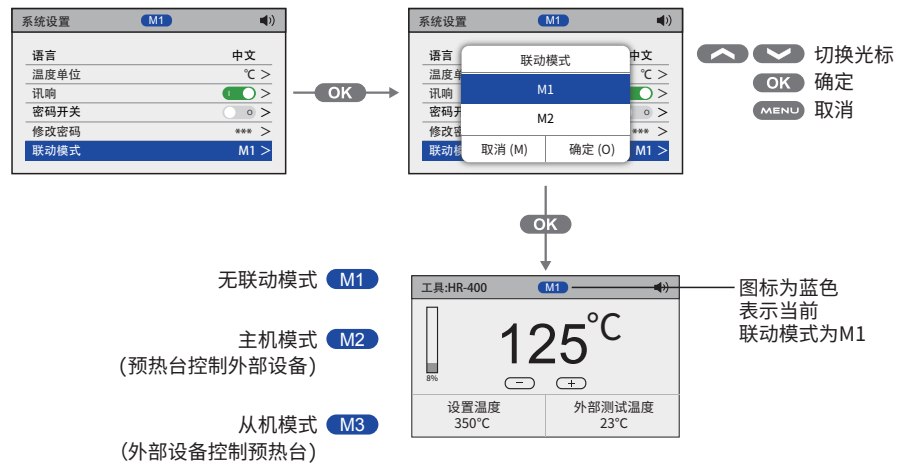 系统设置 M1
语言 中文
温度单位 ℃ >
讯响 I >
密码开关 O >
修改密码 *** >
联动模式 M1 >
OK
系统设置 M1
语言 中文
温度单 ℃ >
讯响 >
密码开 O >
修改密 *** >
联动模 M1 >
联动模式
M1
M2
取消 (M) 确定 (O)
切换光标
OK 确定
MENU 取消
OK
无联动模式 M1
主机模式 M2
(预热台控制外部设备)
从机模式 M3
(外部设备控制预热台)
工具:HR-400 M1
8%
125℃
− +
设置温度 外部测试温度
350℃ 23℃
图标为蓝色
表示当前
联动模式为M1